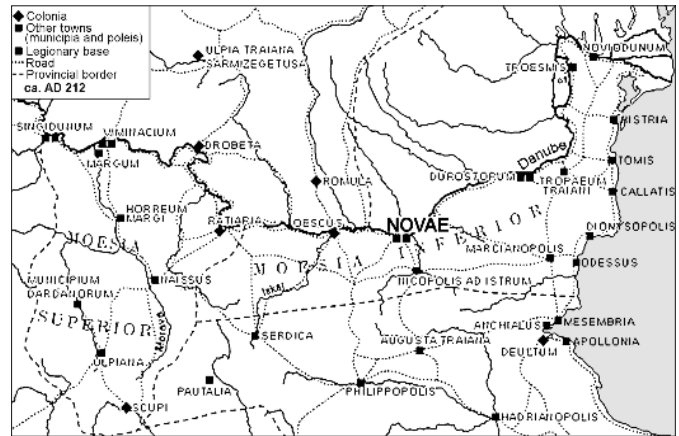 Colonia
Other towns
(municipia and poleis)
Legionary base
Road
Provincial border
ca. AD 212
ULPIA TRAIANA
SARMIZEGETUSA
NOVIODUNUM
TROESMIS
SINGIDUNUM
VIMINACIUM
MARGUM
DROBETA
HISTRIA
Danube
TOMIS
ROMULA
DUROSTORUM
TROPAEUM
TRAIANI
CALLATIS
HORREUM
MARGI
RATIARIA
OESCUS
NOVAE
DIONYSOPOLIS
MOESIA
MOESIA INFERIOR
MARCIANOPOLIS
ODESSUS
MUNICIPIUM
DARDANORUM
NAISSUS
Iskar
NICOPOLIS AD ISTRUM
SUPERIOR
Morava
SERDICA
ANCHIALUS
MESEMBRIA
AUGUSTA TRAIANA
DEULTUM
APOLLONIA
ULPIANA
PAUTALIA
PHILIPPOPOLIS
SCUPI
HADRIANOPOLIS